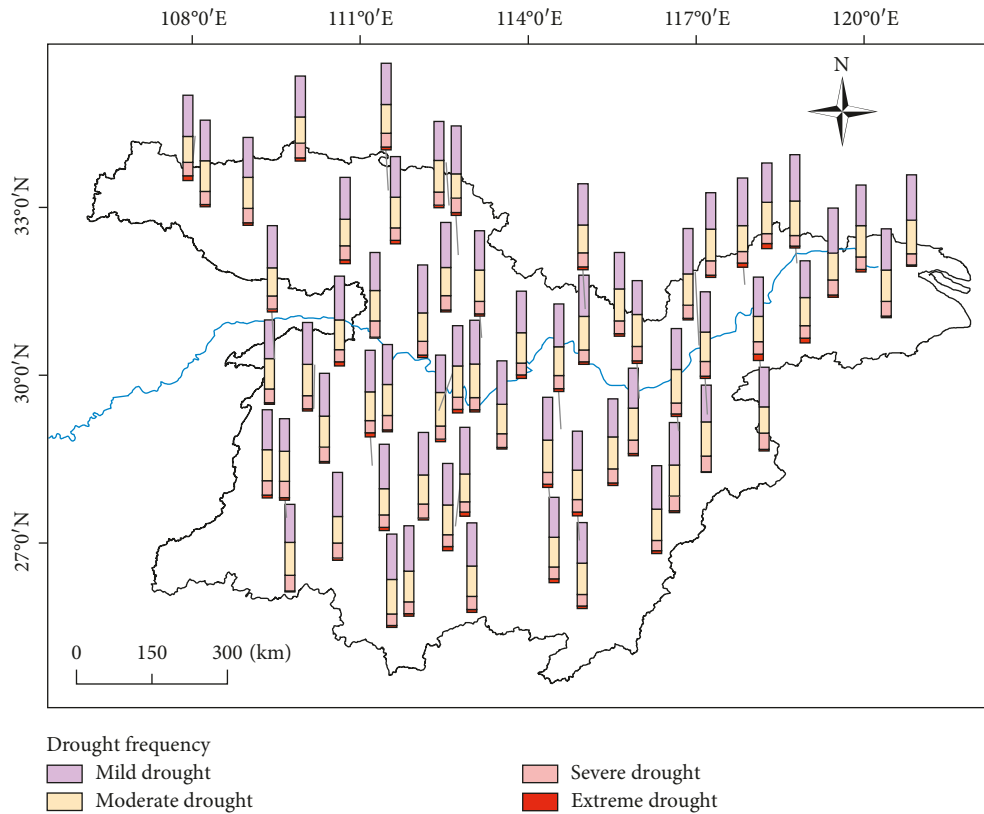 108°0′E 111°0′E 114°0′E 117°0′E 120°0′E
N
33°0′N
30°0′N
27°0′N
0 150 300 (km)
Drought frequency
Mild drought Severe drought
Moderate drought Extreme drought